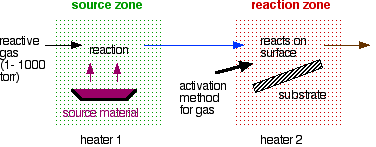 source zone
reaction zone
reactive
gas
(1- 1000
torr)
reaction
source material
heater 1
reacts on
surface
activation
method
for gas
substrate
heater 2